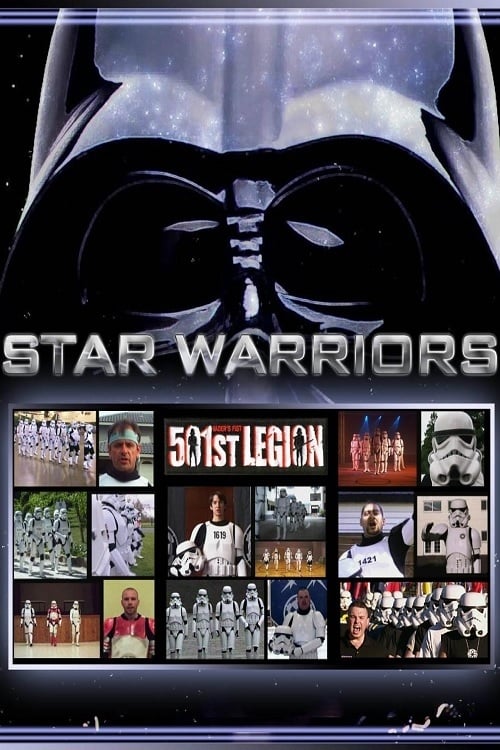 STAR WARRIORS
VADER'S FIST
501ST LEGION
1619
1421